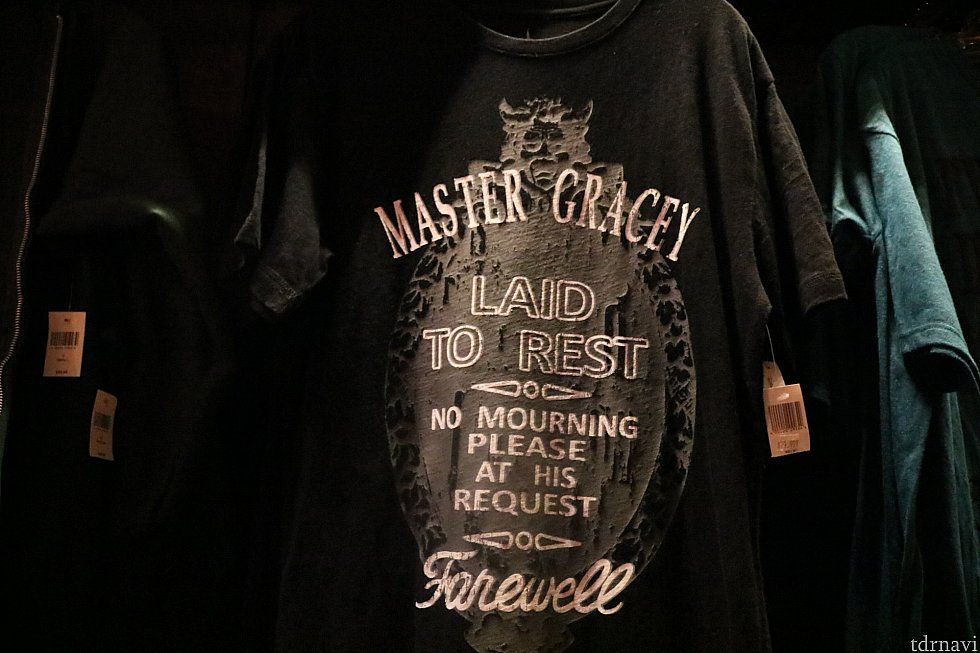 MASTER GRACEY
LAID
TO REST
NO MOURNING
PLEASE
AT HIS
REQUEST
Farewell
tdrnavi